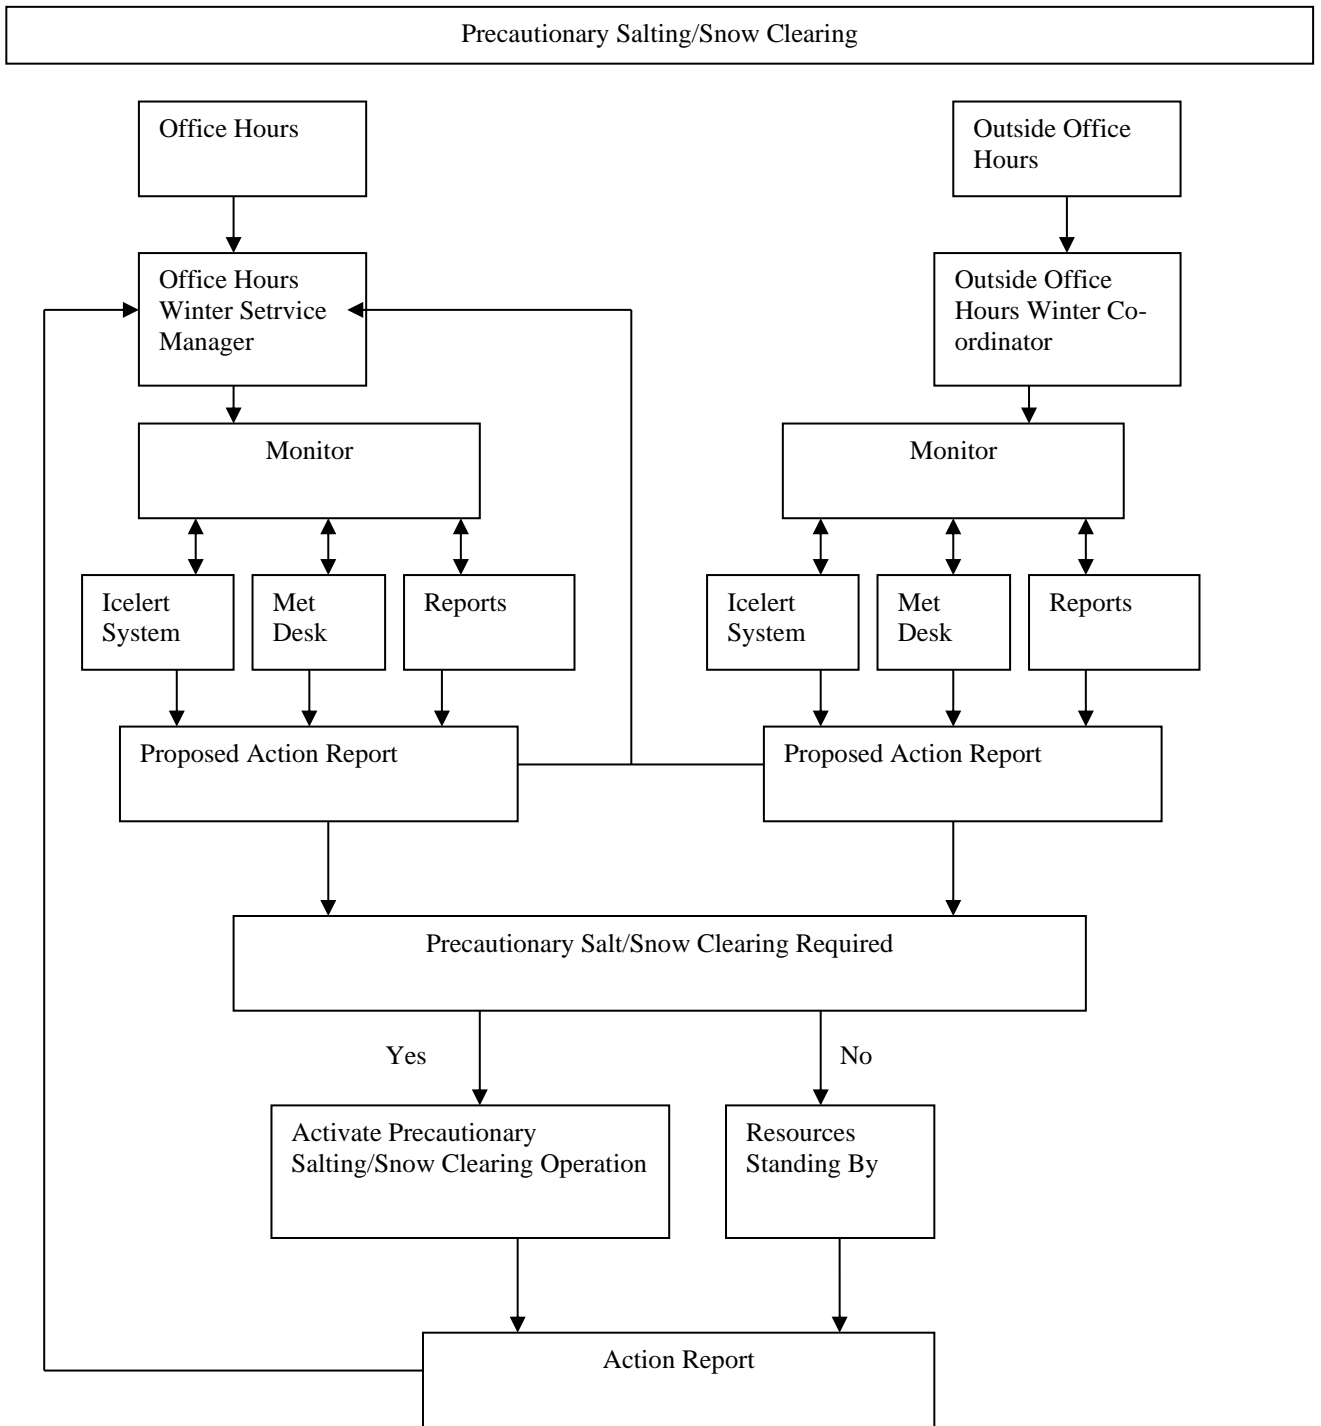 Precautionary Salting/Snow Clearing
Office Hours
Outside Office
Hours
Office Hours
Winter Setrvice
Manager
Outside Office
Hours Winter Co-
ordinator
Monitor
Monitor
Icelert
System
Met
Desk
Reports
Icelert
System
Met
Desk
Reports
Proposed Action Report
Proposed Action Report
Precautionary Salt/Snow Clearing Required
Yes
No
Activate Precautionary
Salting/Snow Clearing Operation
Resources
Standing By
Action Report